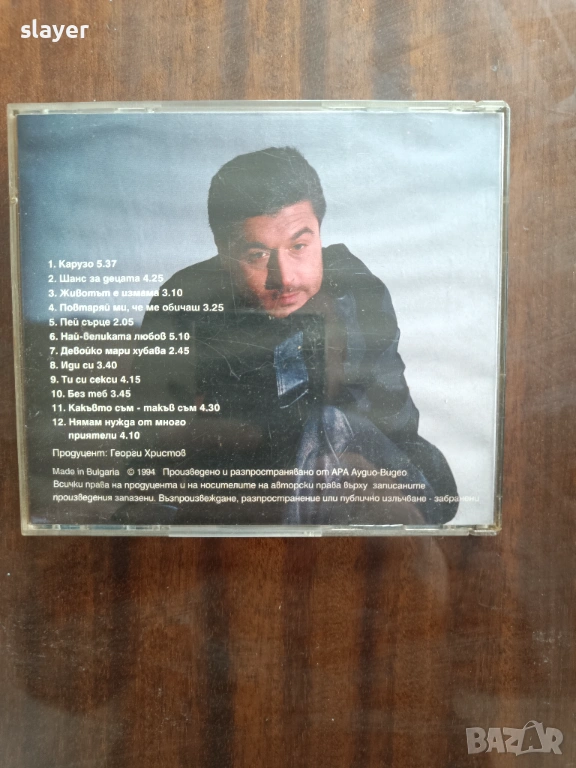 slayer
1. Карузо 5.37
2. Шанс за децата 4.25
3. Животът е измама 3.10
4. Повтаряй ми, че ме обичаш 3.25
5. Пей сърце 2.05
6. Най-великата любов 5.10
7. Девойко мари хубава 2.45
8. Иди си 3.40
9. Ти си секси 4.15
10. Без теб 3.45
11. Какъвто съм - такъв съм 4.30
12. Нямам нужда от много
приятели 4.10
Продуцент: Георги Христов
Made in Bulgaria © 1994 Произведено и разпространявано от АРА Аудио-Видео
Всички права на продуцента и на носителите на авторски права върху записаните
произведения запазени. Възпроизвеждане, разпространение или публично излъчване - забранени
BAZAR